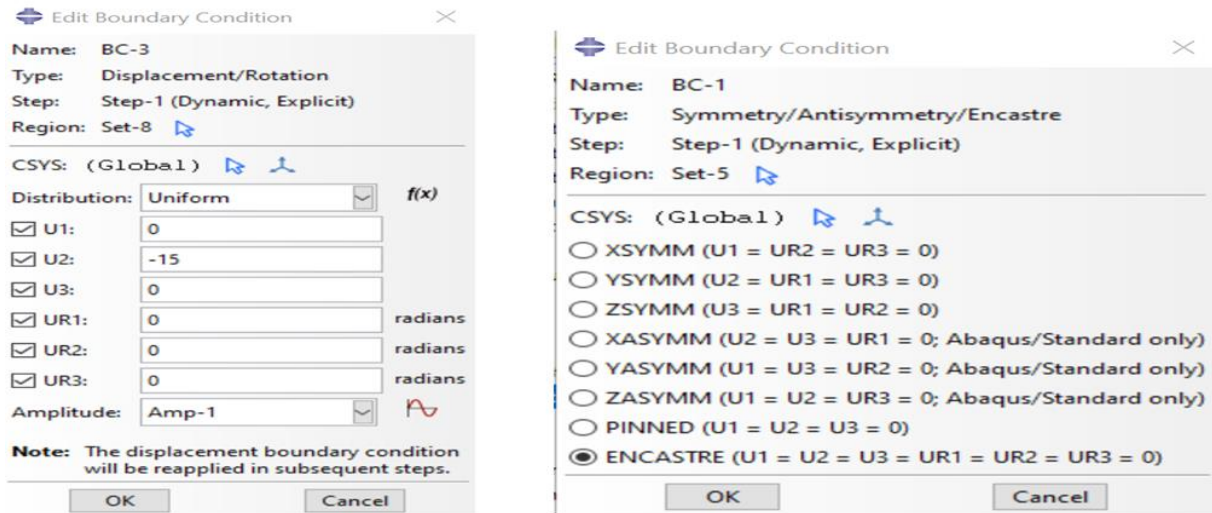 Edit Boundary Condition
Name: BC-3
Type: Displacement/Rotation
Step: Step-1 (Dynamic, Explicit)
Region: Set-8
CSYS: (Global)
Distribution: Uniform f(x)
U1: 0
U2: -15
U3: 0
UR1: 0 radians
UR2: 0 radians
UR3: 0 radians
Amplitude: Amp-1
Note: The displacement boundary condition
will be reapplied in subsequent steps.
OK Cancel
Edit Boundary Condition
Name: BC-1
Type: Symmetry/Antisymmetry/Encastre
Step: Step-1 (Dynamic, Explicit)
Region: Set-5
CSYS: (Global)
XSYMM (U1 = UR2 = UR3 = 0)
YSYMM (U2 = UR1 = UR3 = 0)
ZSYMM (U3 = UR1 = UR2 = 0)
XASYMM (U2 = U3 = UR1 = 0; Abaqus/Standard only)
YASYMM (U1 = U3 = UR2 = 0; Abaqus/Standard only)
ZASYMM (U1 = U2 = UR3 = 0; Abaqus/Standard only)
PINNED (U1 = U2 = U3 = 0)
ENCASTRE (U1 = U2 = U3 = UR1 = UR2 = UR3 = 0)
OK Cancel